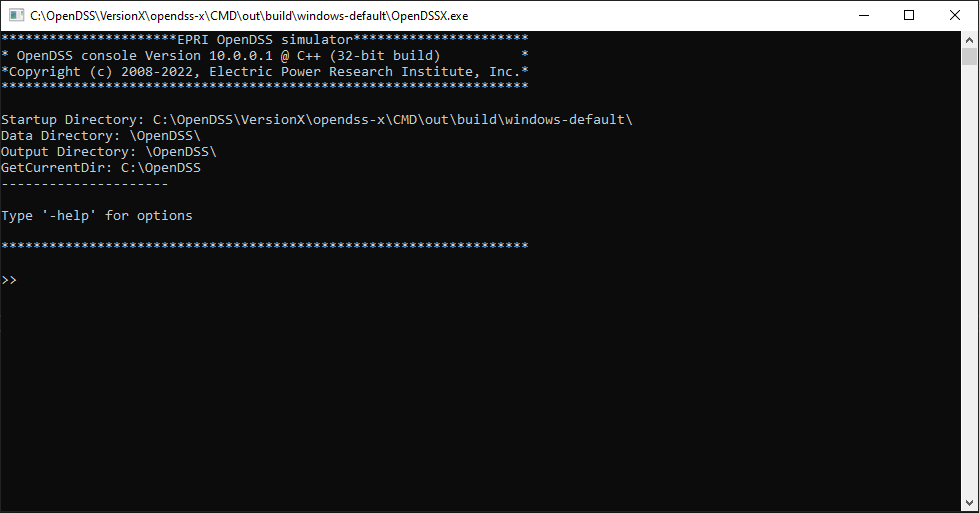 C:\OpenDSS\VersionX\opendss-x\CMD\out\build\windows-default\OpenDSSX.exe
**********************EPRI OpenDSS simulator**********************
* OpenDSS console Version 10.0.0.1 @ C++ (32-bit build)          *
*Copyright (c) 2008-2022, Electric Power Research Institute, Inc.*
******************************************************************
Startup Directory: C:\OpenDSS\VersionX\opendss-x\CMD\out\build\windows-default\
Data Directory: \OpenDSS\
Output Directory: \OpenDSS\
GetCurrentDir: C:\OpenDSS
---------------------
Type '-help' for options
******************************************************************
>>